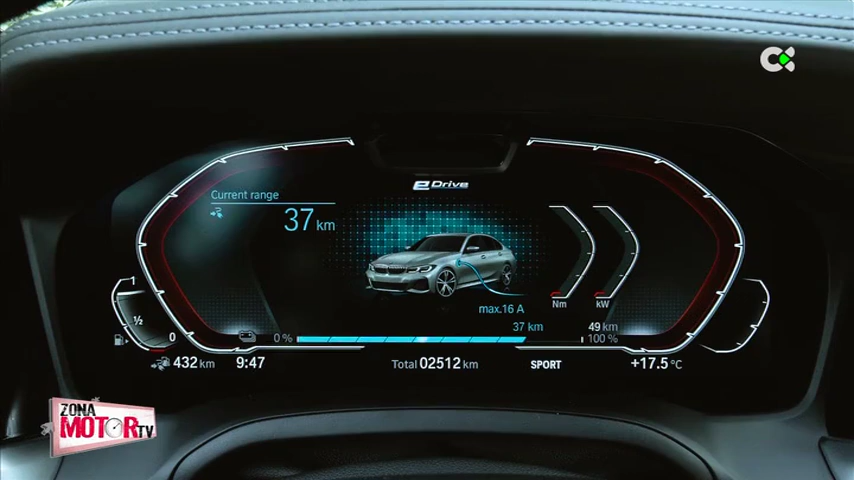 eDrive
Current range
37 km
max.16 A
Nm
kW
37 km
49 km
1
½
0
0 %
100 %
432 km
9:47
Total 02512 km
SPORT
+17.5 °C
ZONA
MOTOR TV